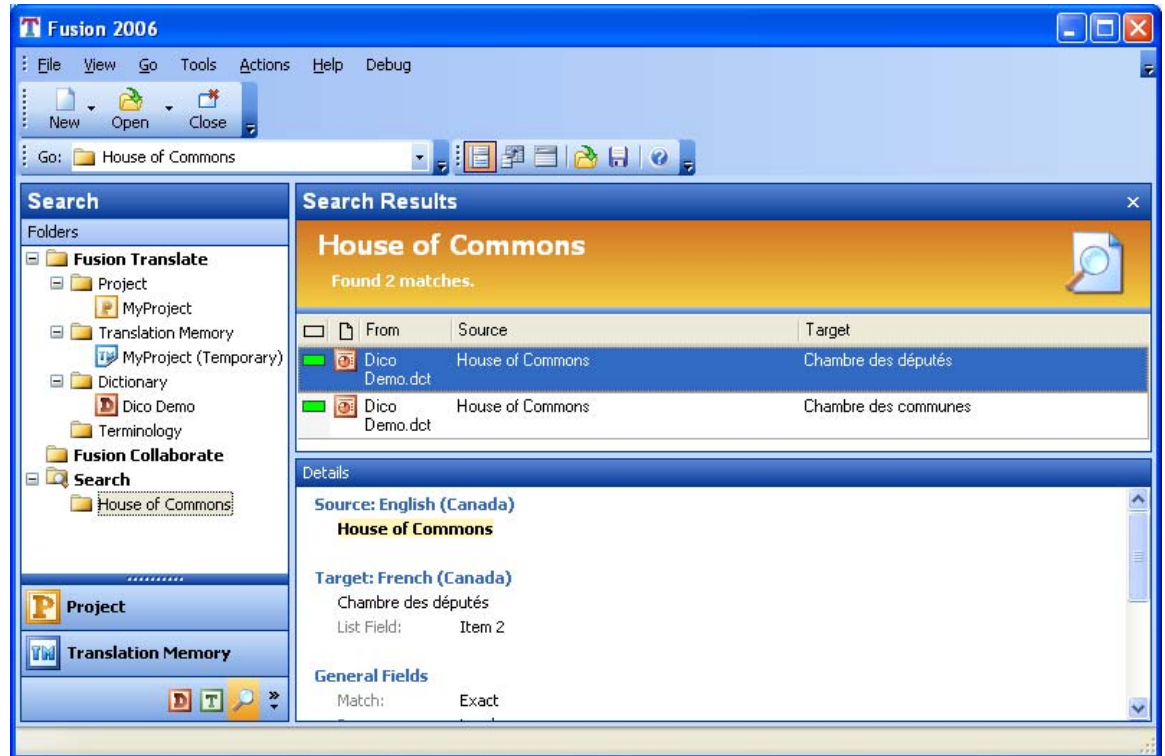 Fusion 2006
File View Go Tools Actions Help Debug
New Open Close
Go: House of Commons
Search
Folders
Fusion Translate
Project
P MyProject
Translation Memory
TM MyProject (Temporary)
Dictionary
D Dico Demo
Terminology
Fusion Collaborate
Search
House of Commons
P Project
TM Translation Memory
D T
Search Results
House of Commons
Found 2 matches.
From Source Target
Dico House of Commons Chambre des députés
Demo.dct
Dico House of Commons Chambre des communes
Demo.dct
Details
Source: English (Canada)
House of Commons
Target: French (Canada)
Chambre des députés
List Field: Item 2
General Fields
Match: Exact